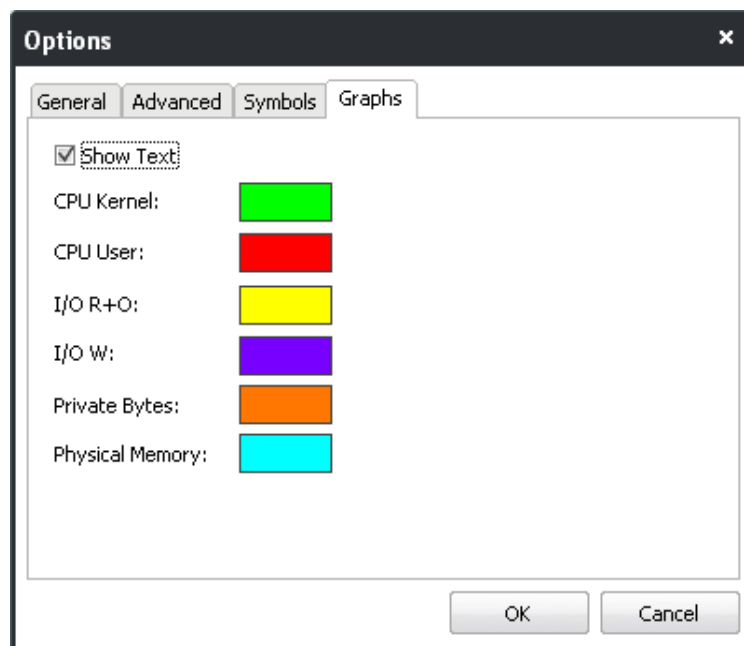 Options
General Advanced Symbols Graphs
Show Text
CPU Kernel:
CPU User:
I/O R+O:
I/O W:
Private Bytes:
Physical Memory:
OK Cancel